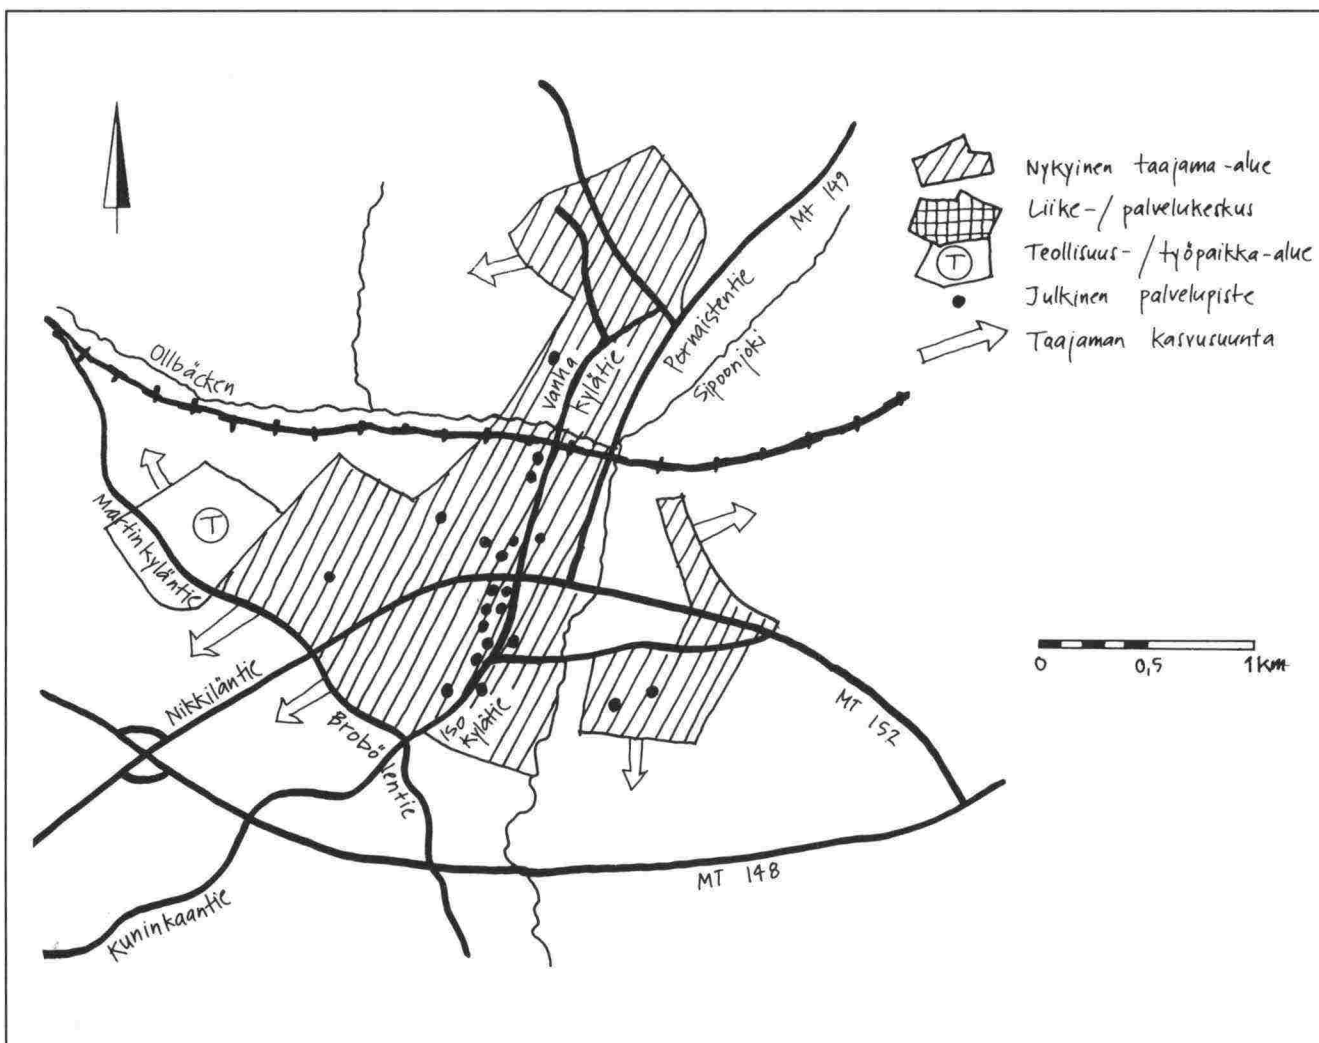 Nykyinen taajama-alue
Liike-/palvelukeskus
T
Teollisuus-/työpaikka-alue
Julkinen palvelupiste
Taajaman kasvusuunta
Mt 149
Pornaistentie
Sipoonjoki
Vanha
kylätie
Ollbäcken
T
Martinkyläntie
Nikkiläntie
Brobölentie
Iso
kylätie
Kuninkaantie
MT 152
MT 148
0 0,5 1km